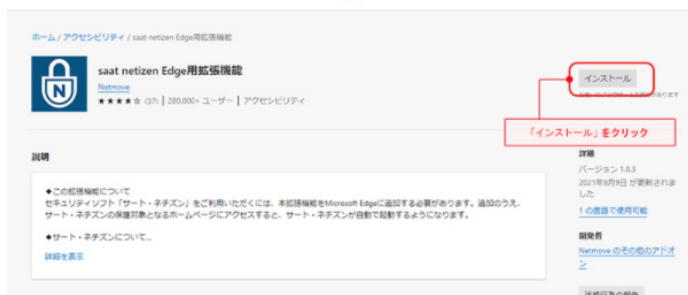 ホーム / アクセシビリティ / saat netizen Edge用拡張機能
saat netizen Edge用拡張機能
Netmove
★★★★☆ (37) | 200,000+ ユーザー | アクセシビリティ
インストール
「インストール」をクリック
説明
◆この拡張機能について
セキュリティソフト「サート・ネチズン」をご利用いただくには、本拡張機能をMicrosoft Edgeに追加する必要があります。追加のうえ、
サート・ネチズンの保護対象となるホームページにアクセスすると、サート・ネチズンが自動で起動するようになります。
◆サート・ネチズンについて...
詳細を表示
詳細
バージョン 1.0.3
2021年9月9日 が更新されま
した
1 の言語で使用可能
開発者
Netmove のその他のアドオ
ン